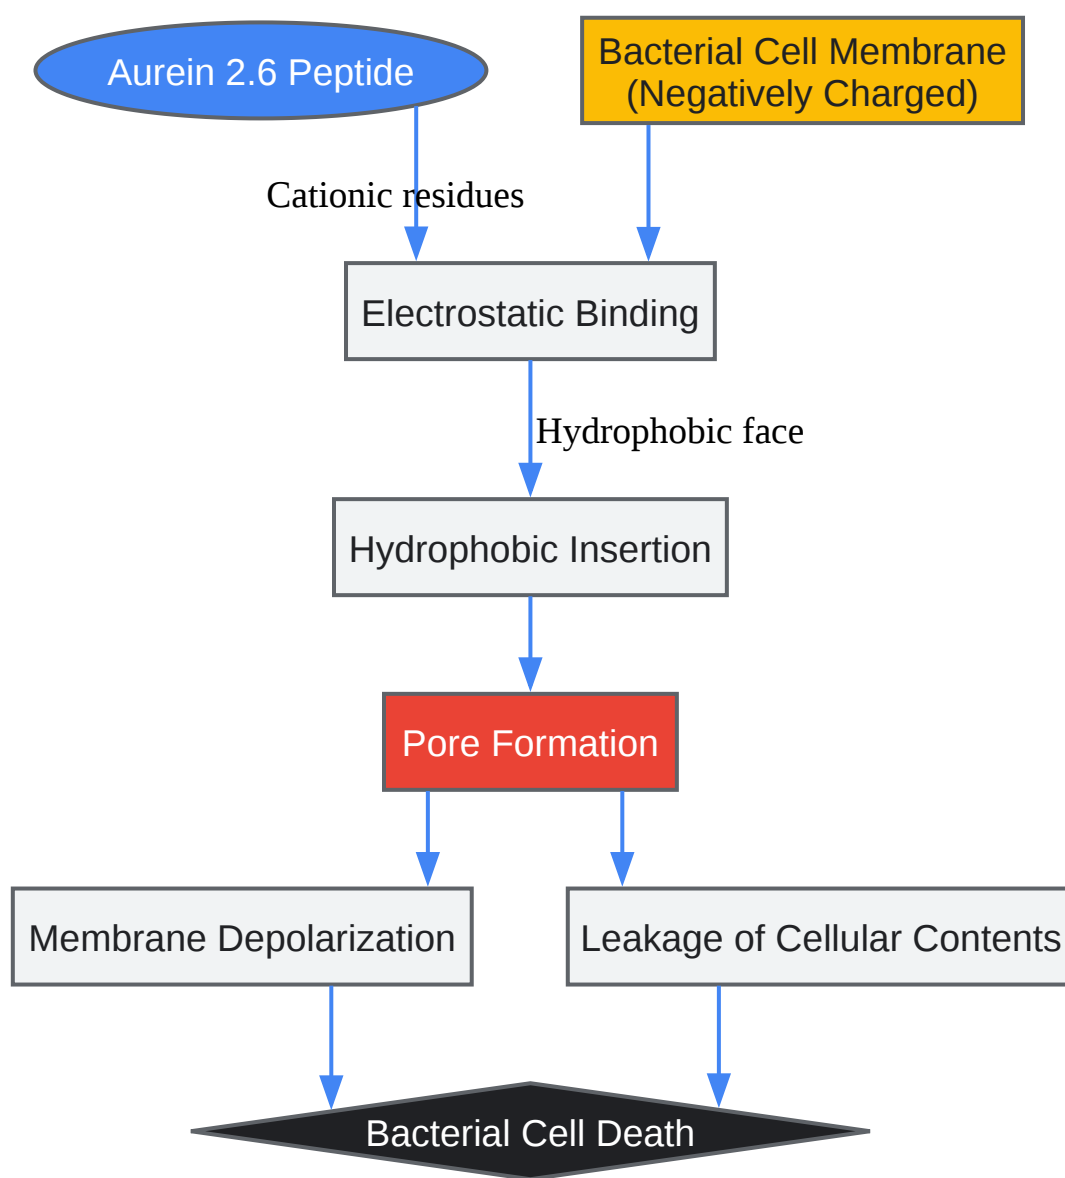 Aurein 2.6 Peptide
Bacterial Cell Membrane
(Negatively Charged)
Cationic residues
Electrostatic Binding
Hydrophobic face
Hydrophobic Insertion
Pore Formation
Membrane Depolarization
Leakage of Cellular Contents
Bacterial Cell Death